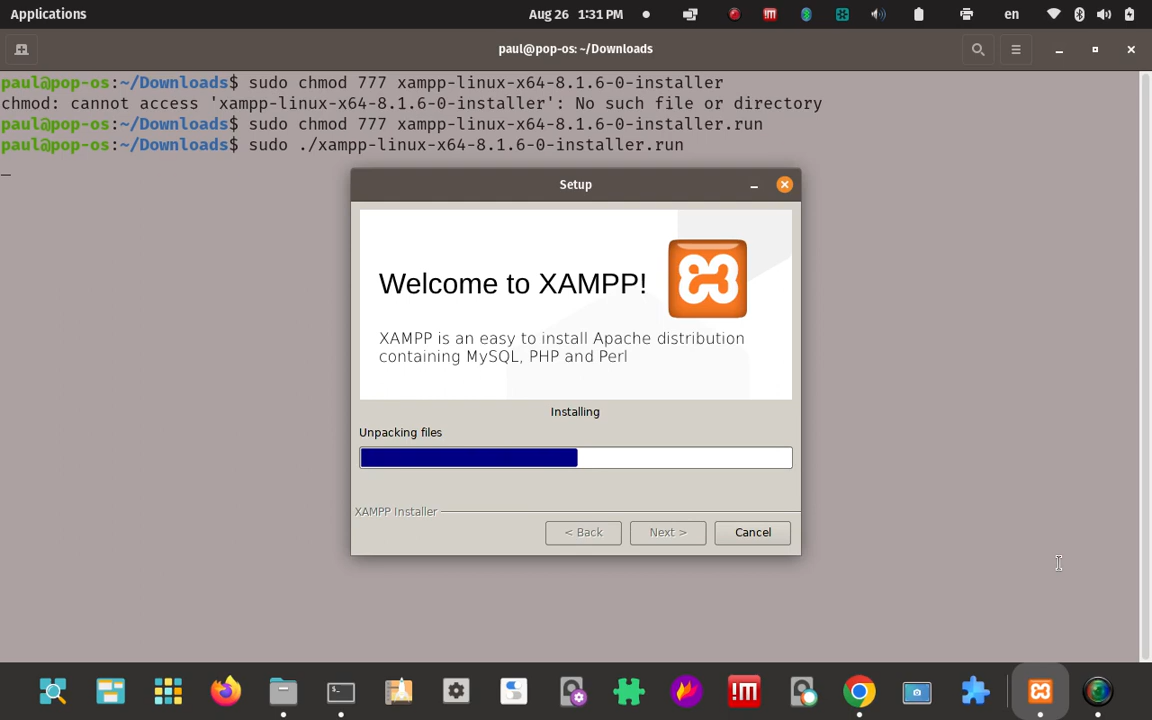 Applications
Aug 26 1:31 PM
en
paul@pop-os: ~/Downloads
paul@pop-os:~/Downloads$ sudo chmod 777 xampp-linux-x64-8.1.6-0-installer
chmod: cannot access 'xampp-linux-x64-8.1.6-0-installer': No such file or directory
paul@pop-os:~/Downloads$ sudo chmod 777 xampp-linux-x64-8.1.6-0-installer.run
paul@pop-os:~/Downloads$ sudo ./xampp-linux-x64-8.1.6-0-installer.run
Setup
Welcome to XAMPP!
XAMPP is an easy to install Apache distribution
containing MySQL, PHP and Perl
Installing
Unpacking files
XAMPP Installer
< Back
Next >
Cancel
!M